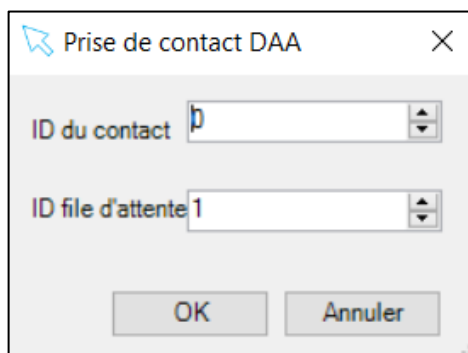 Prise de contact DAA
ID du contact 0
ID file d'attente 1
OK Annuler